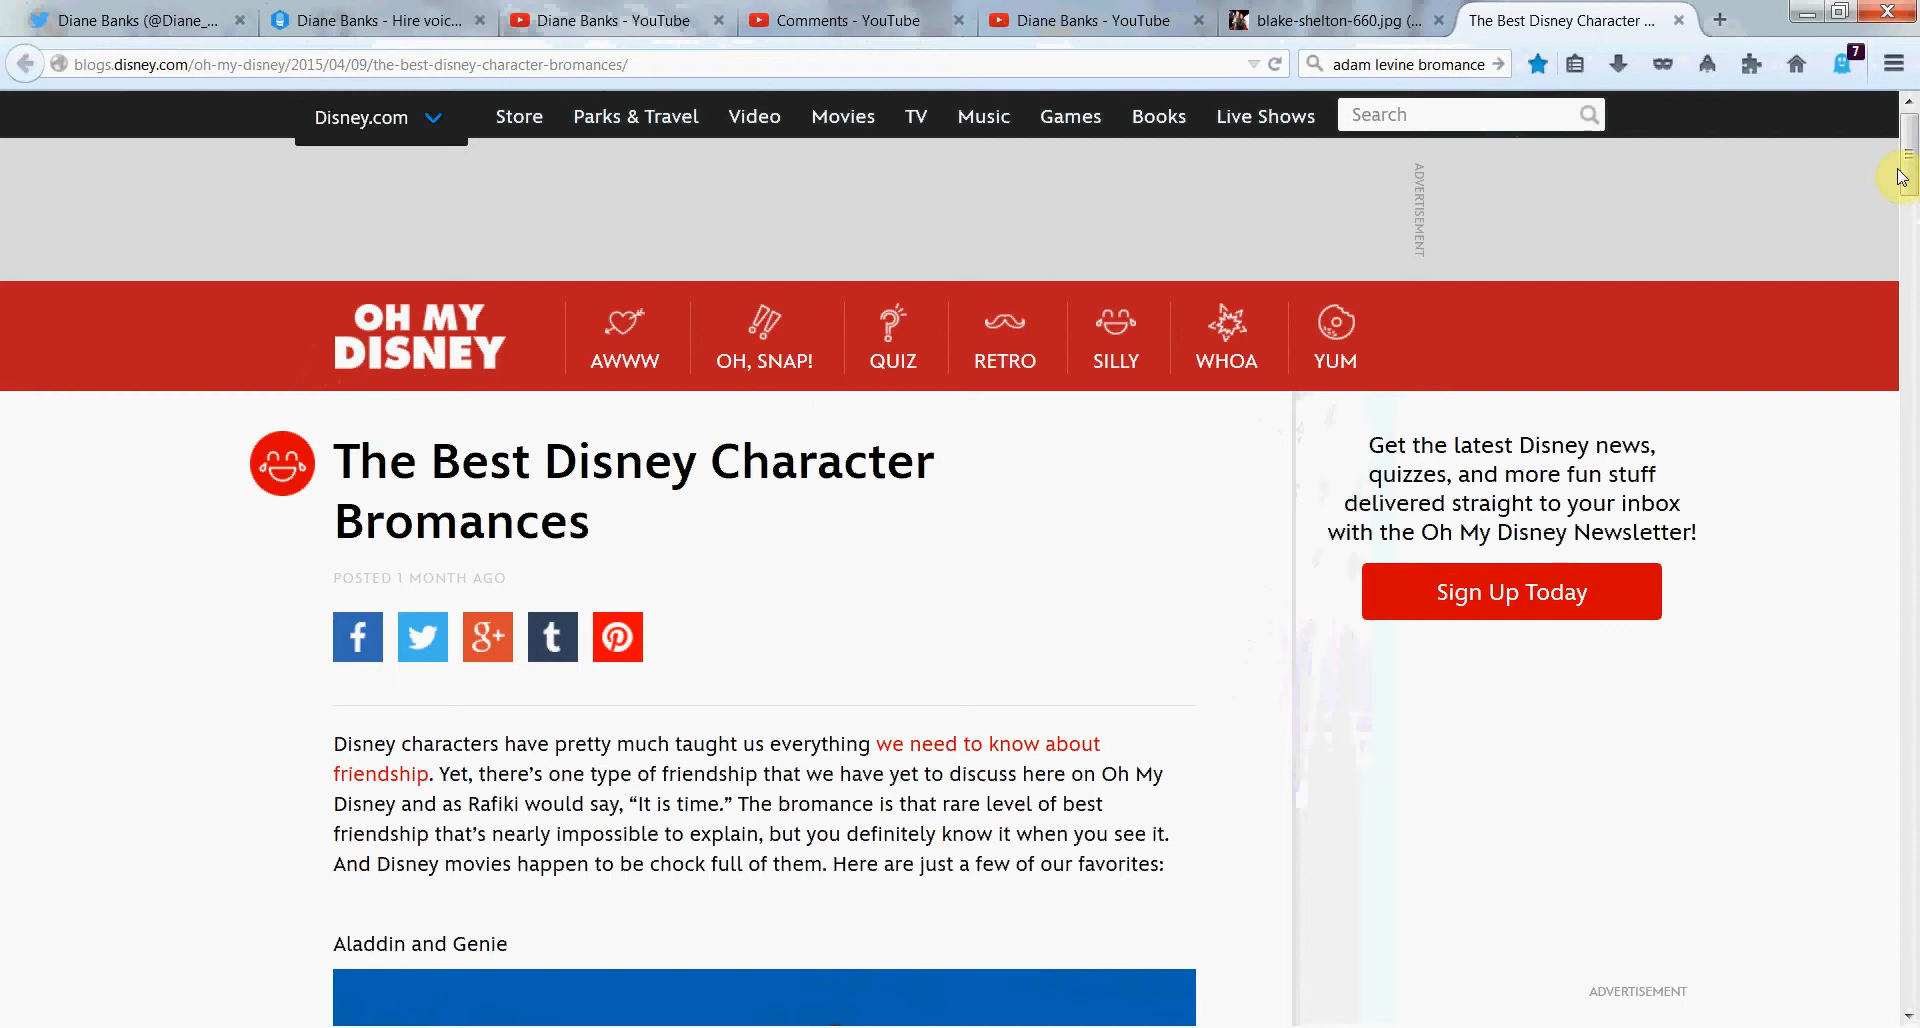 Diane Banks (@Diane_...
Diane Banks - Hire voic...
Diane Banks - YouTube
Comments - YouTube
Diane Banks - YouTube
blake-shelton-660.jpg (...
The Best Disney Character ...
blogs.disney.com/oh-my-disney/2015/04/09/the-best-disney-character-bromances/
adam levine bromance
7
Disney.com
Store
Parks & Travel
Video
Movies
TV
Music
Games
Books
Live Shows
Search
ADVERTISEMENT
OH MY
DISNEY
AWWW
OH, SNAP!
QUIZ
RETRO
SILLY
WHOA
YUM
The Best Disney Character
Bromances
POSTED 1 MONTH AGO
f
g+
t
Disney characters have pretty much taught us everything we need to know about
friendship. Yet, there’s one type of friendship that we have yet to discuss here on Oh My
Disney and as Rafiki would say, “It is time.” The bromance is that rare level of best
friendship that’s nearly impossible to explain, but you definitely know it when you see it.
And Disney movies happen to be chock full of them. Here are just a few of our favorites:
Aladdin and Genie
Get the latest Disney news,
quizzes, and more fun stuff
delivered straight to your inbox
with the Oh My Disney Newsletter!
Sign Up Today
ADVERTISEMENT